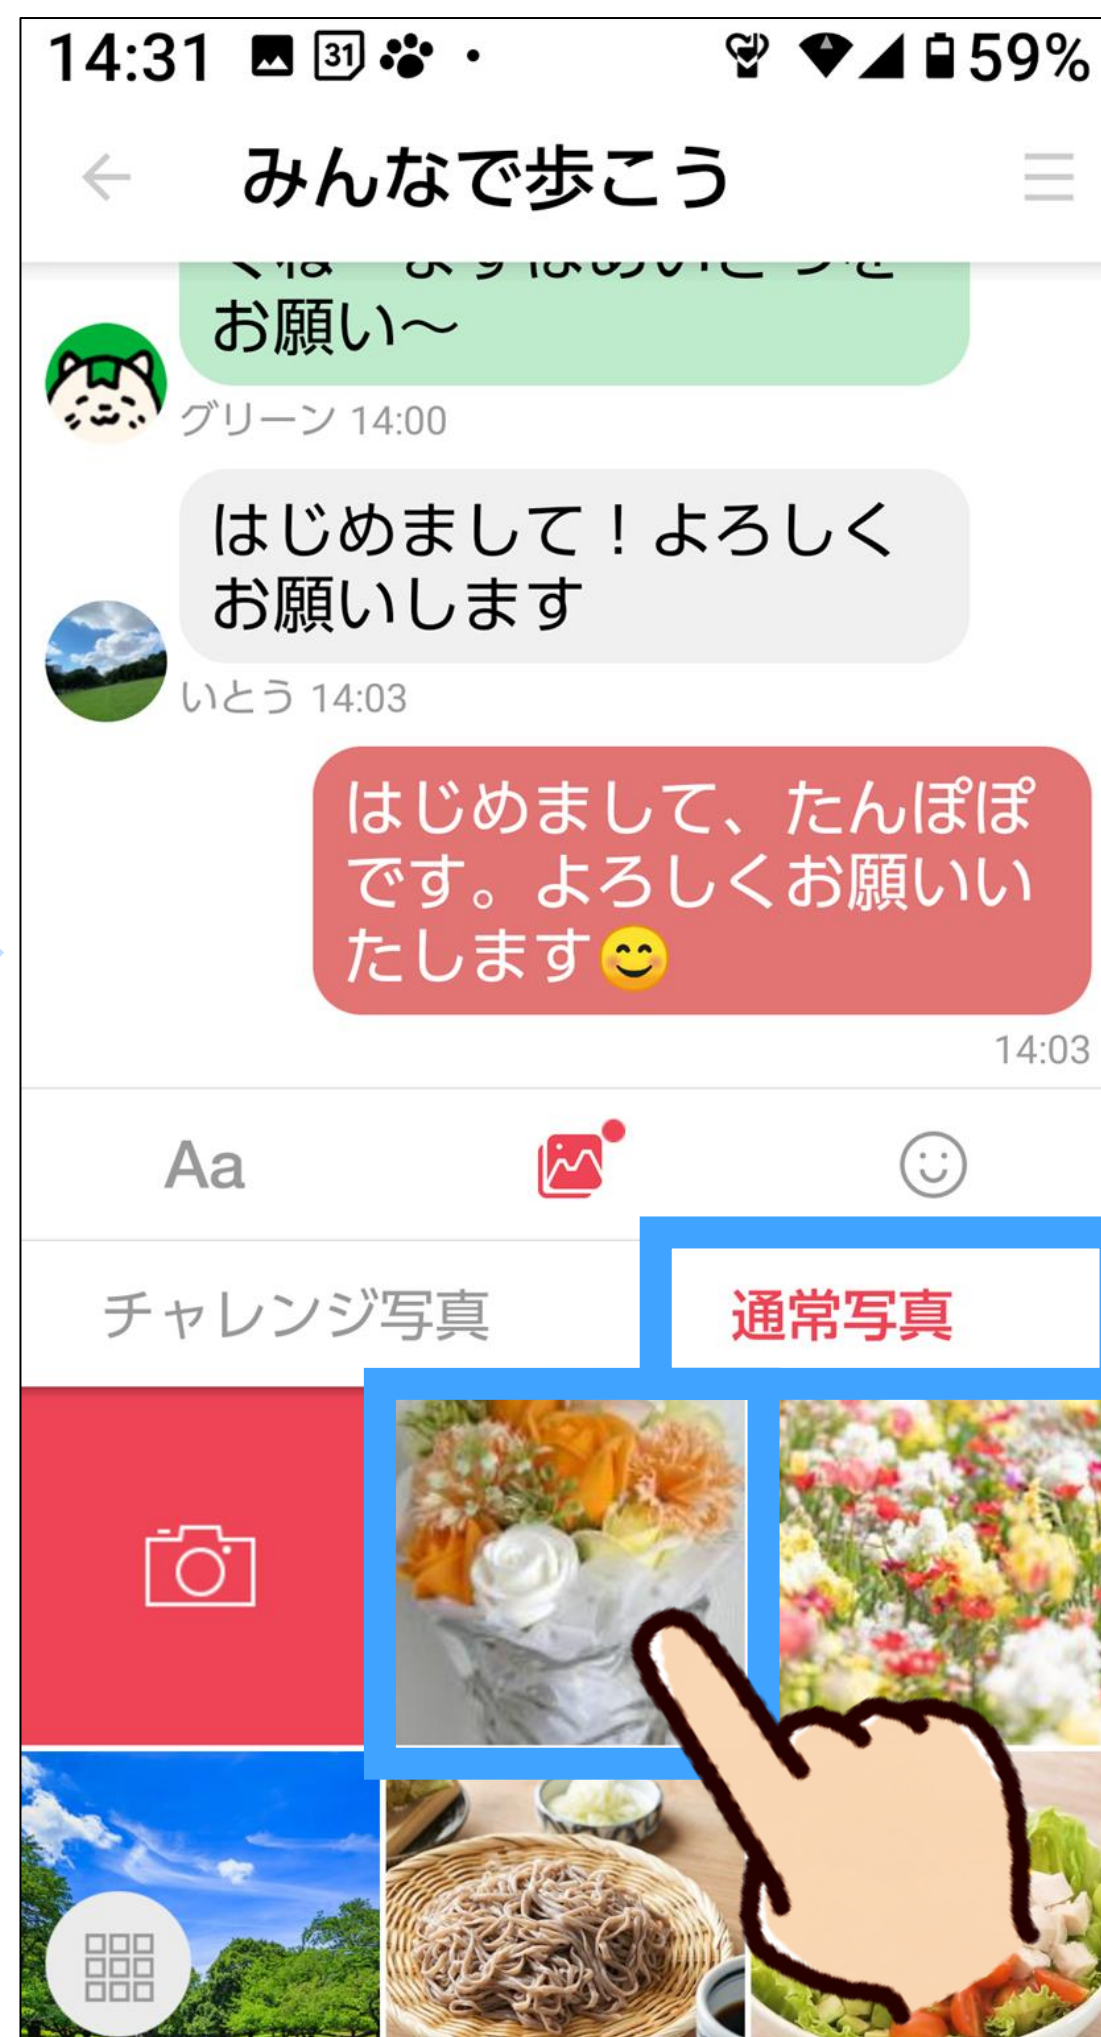 14:31 31 59%
みんなで歩こう
お願い～
グリーン 14:00
はじめまして！よろしく
お願いします
いとう 14:03
はじめまして、たんぽぽ
です。よろしくお願いい
たします😊
14:03
Aa
チャレンジ写真 通常写真